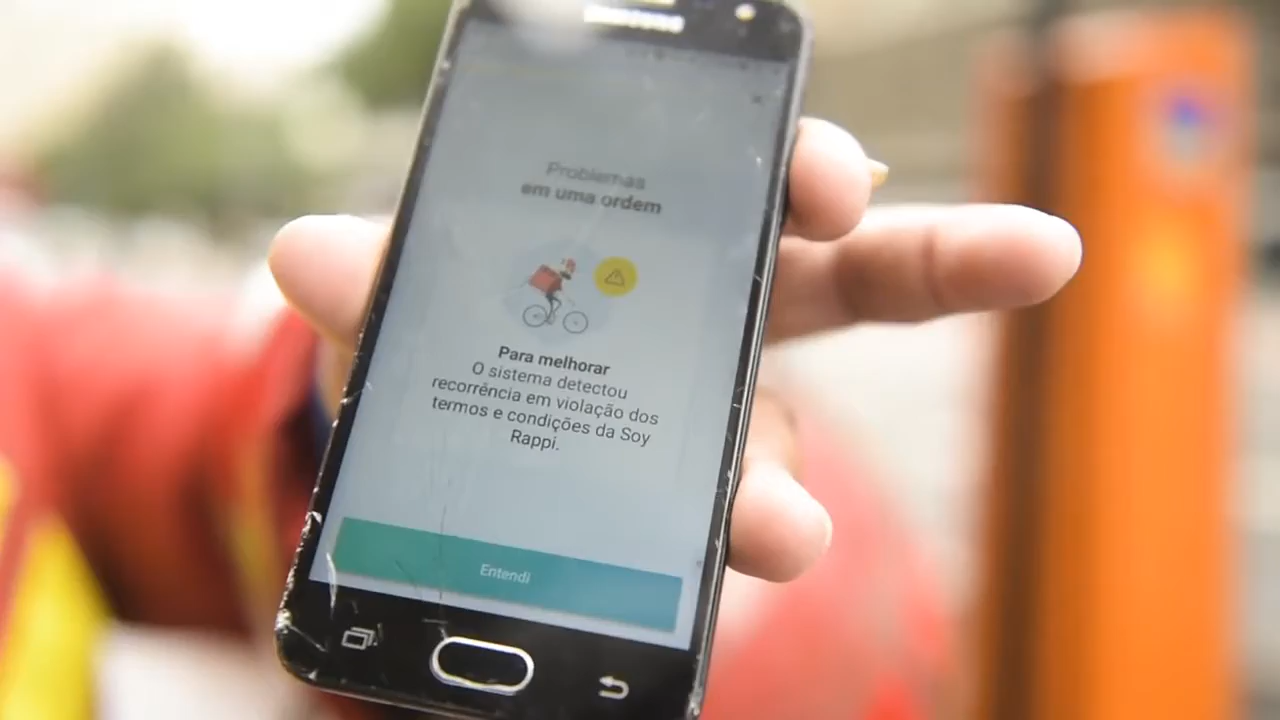 SAMSUNG
Problemas
em uma ordem
Para melhorar
O sistema detectou
recorrência em violação dos
termos e condições da Soy
Rappi.
Entendi